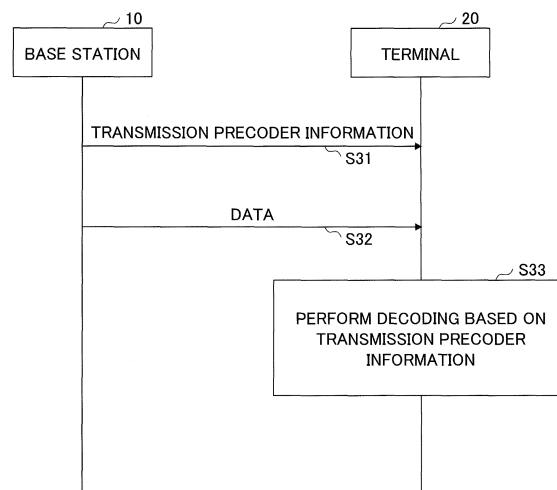 10
20
BASE STATION
TERMINAL
TRANSMISSION PRECODER INFORMATION
S31
DATA
S32
S33
PERFORM DECODING BASED ON
TRANSMISSION PRECODER
INFORMATION